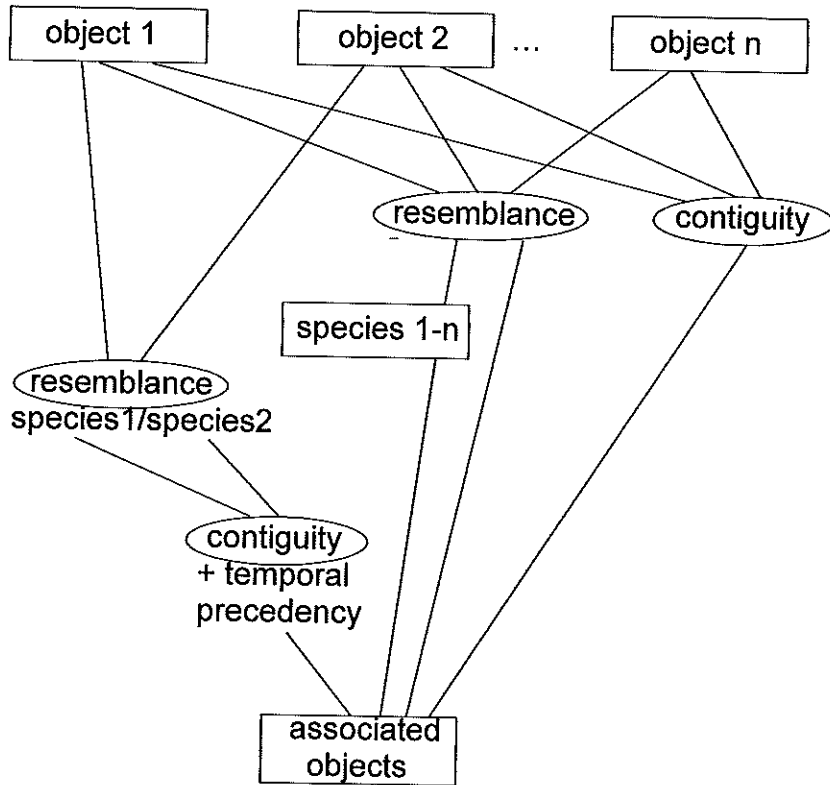 object 1
object 2
...
object n
resemblance
contiguity
species 1-n
resemblance
species1/species2
contiguity
+ temporal
precedency
associated
objects